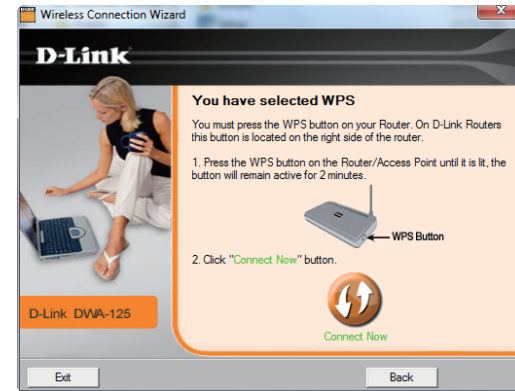 Wireless Connection Wizard
D-Link
You have selected WPS
You must press the WPS button on your Router. On D-Link Routers
this button is located on the right side of the router.
1. Press the WPS button on the Router/Access Point until it is lit, the
button will remain active for 2 minutes.
WPS Button
2. Click "Connect Now" button.
D-Link DWA-125
Connect Now
Exit
Back